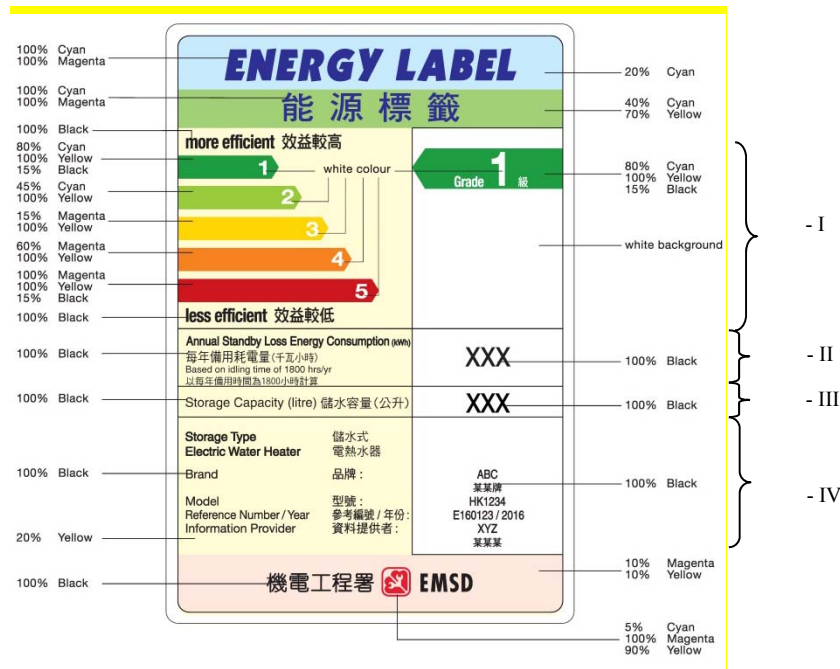 100% Cyan
100% Magenta
ENERGY LABEL
20% Cyan
100% Cyan
100% Magenta
能源標籤
40% Cyan
70% Yellow
100% Black
more efficient 效益較高
80% Cyan
100% Yellow
15% Black
1
white colour
Grade 1 級
80% Cyan
100% Yellow
15% Black
45% Cyan
100% Yellow
2
15% Magenta
100% Yellow
3
- I
60% Magenta
100% Yellow
4
white background
100% Magenta
100% Yellow
15% Black
5
100% Black
less efficient 效益較低
100% Black
Annual Standby Loss Energy Consumption (kWh)
每年備用耗電量(千瓦小時)
Based on idling time of 1800 hrs/yr
以每年備用時間為1800小時計算
XXX
100% Black
- II
100% Black
Storage Capacity (litre) 儲水容量(公升)
XXX
100% Black
- III
Storage Type 儲水式
Electric Water Heater 電熱水器
100% Black
Brand 品牌:
ABC
某某牌
100% Black
- IV
Model 型號:
HK1234
Reference Number / Year 參考編號 / 年份:
E160123 / 2016
Information Provider 資料提供者:
XYZ
某某某
20% Yellow
10% Magenta
10% Yellow
100% Black
機電工程署 EMSD
5% Cyan
100% Magenta
90% Yellow